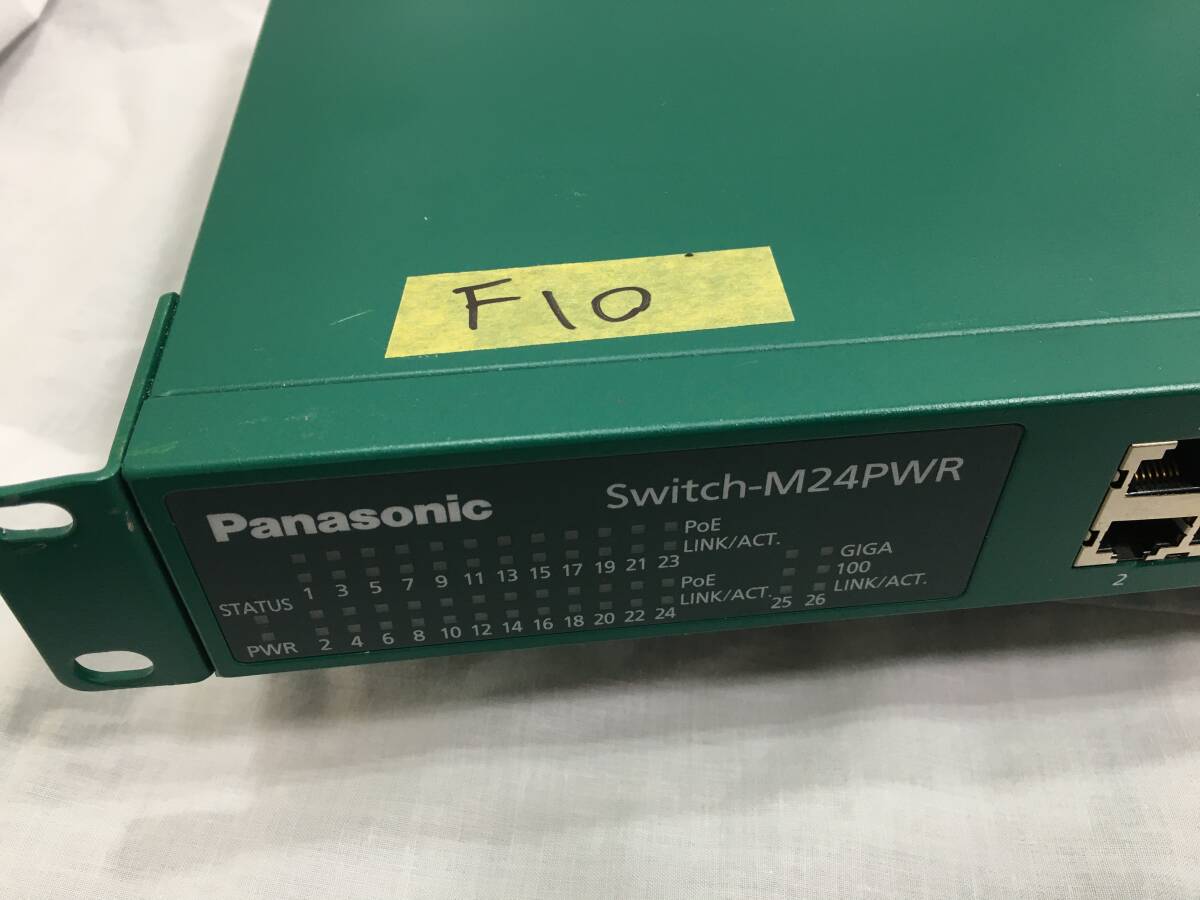 F10
Panasonic
Switch-M24PWR
PoE
LINK/ACT.
1 3 5 7 9 11 13 15 17 19 21 23
GIGA
100
LINK/ACT.
STATUS
PoE
LINK/ACT.
25 26
PWR
2 4 6 8 10 12 14 16 18 20 22 24
2